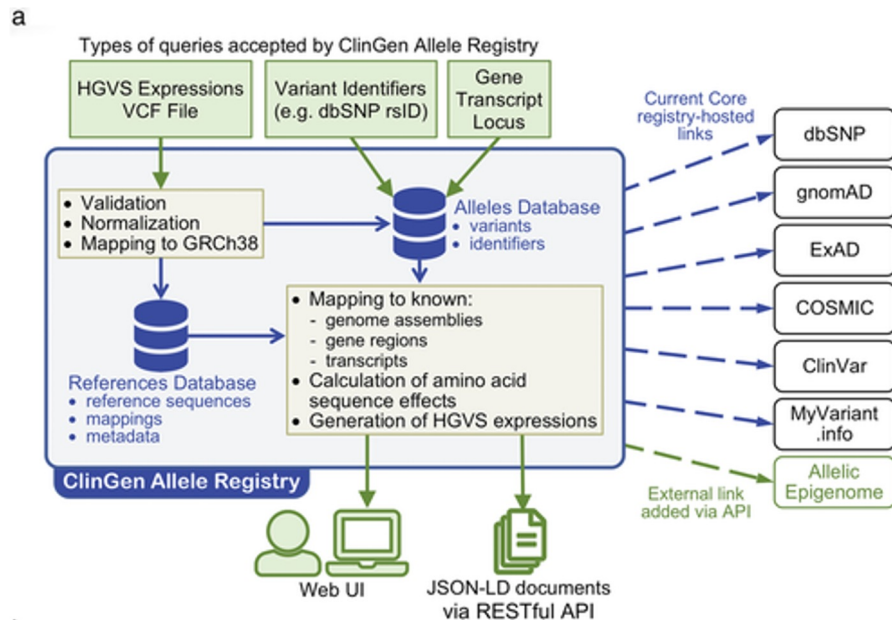 a
Types of queries accepted by ClinGen Allele Registry
HGVS Expressions
VCF File
Variant Identifiers
(e.g. dbSNP rsID)
Gene
Transcript
Locus
• Validation
• Normalization
• Mapping to GRCh38
Alleles Database
• variants
• identifiers
References Database
• reference sequences
• mappings
• metadata
• Mapping to known:
- genome assemblies
- gene regions
- transcripts
• Calculation of amino acid
sequence effects
• Generation of HGVS expressions
ClinGen Allele Registry
Web UI
JSON-LD documents
via RESTful API
Current Core
registry-hosted
links
dbSNP
gnomAD
ExAD
COSMIC
ClinVar
MyVariant
.info
Allelic
Epigenome
External link
added via API